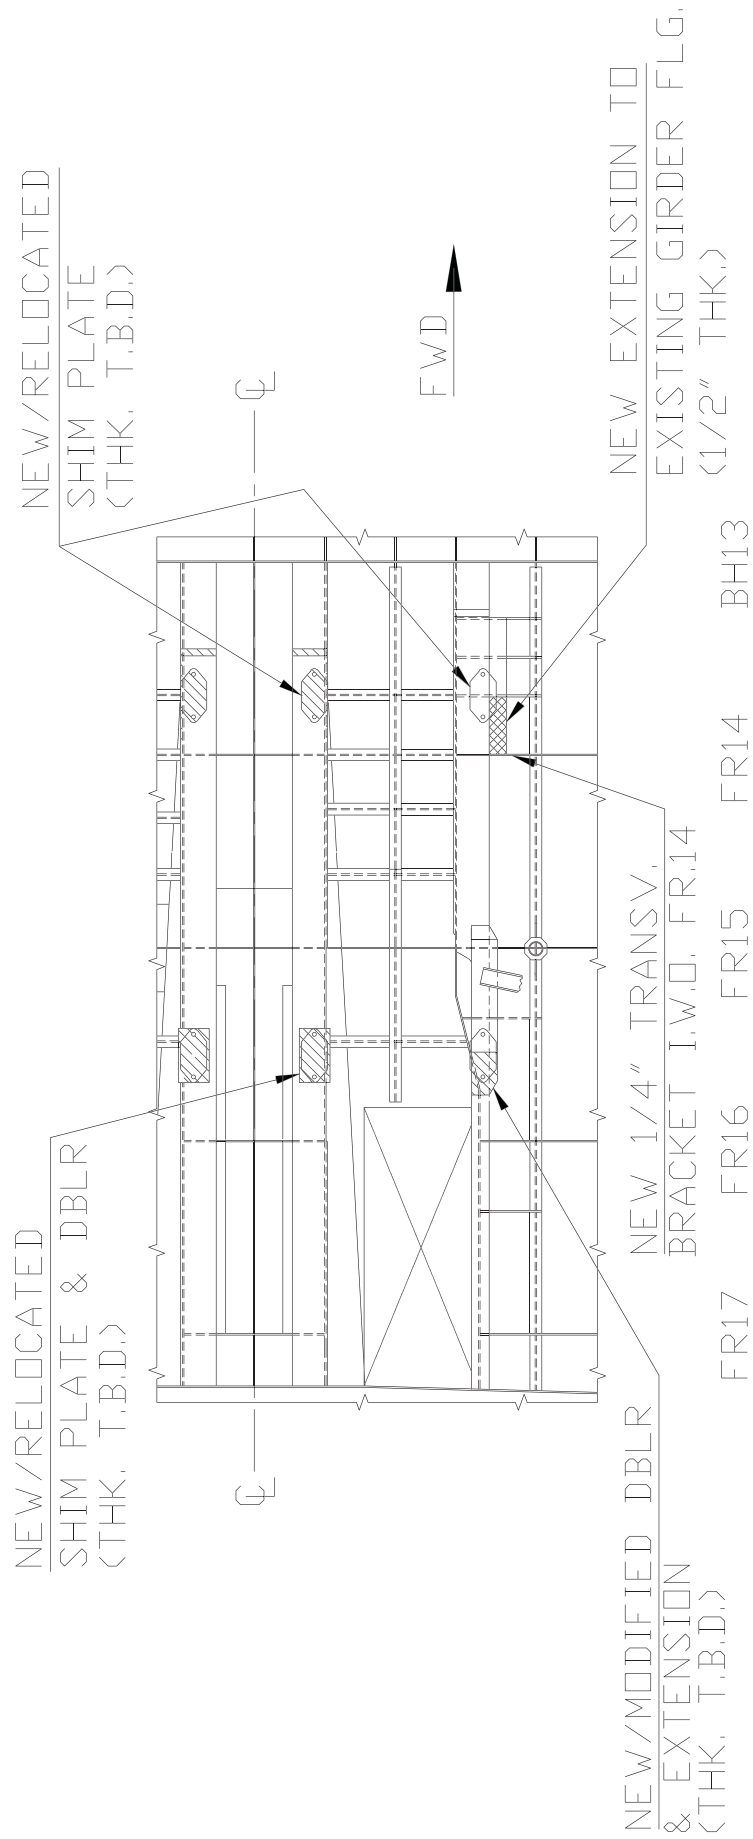 NEW/RELOCATED
SHIM PLATE & DBLR
(THK. T.B.D.)
NEW/RELOCATED
SHIM PLATE
(THK. T.B.D.)
CL
CL
FWD
NEW/MODIFIED DBLR
& EXTENSION
(THK. T.B.D.)
NEW 1/4" TRANSV.
BRACKET I.W.O. FR.14
NEW EXTENSION TO
EXISTING GIRDER FLG.
(1/2" THK.)
FR17
FR16
FR15
FR14
BH13